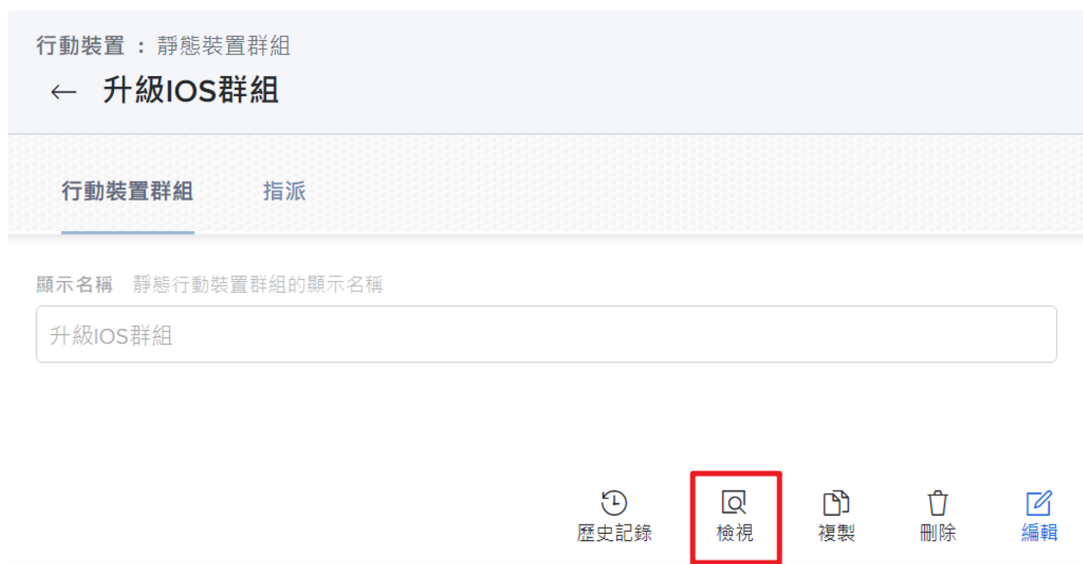 行動裝置 : 靜態裝置群組
← 升級IOS群組
行動裝置群組 指派
顯示名稱 靜態行動裝置群組的顯示名稱
升級IOS群組
歷史記錄 檢視 複製 刪除 編輯